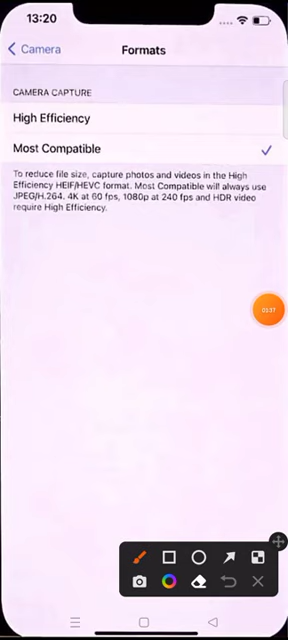 13:20
Camera
Formats
CAMERA CAPTURE
High Efficiency
Most Compatible
To reduce file size, capture photos and videos in the High
Efficiency HEIF/HEVC format. Most Compatible will always use
JPEG/H.264. 4K at 60 fps, 1080p at 240 fps and HDR video
require High Efficiency.